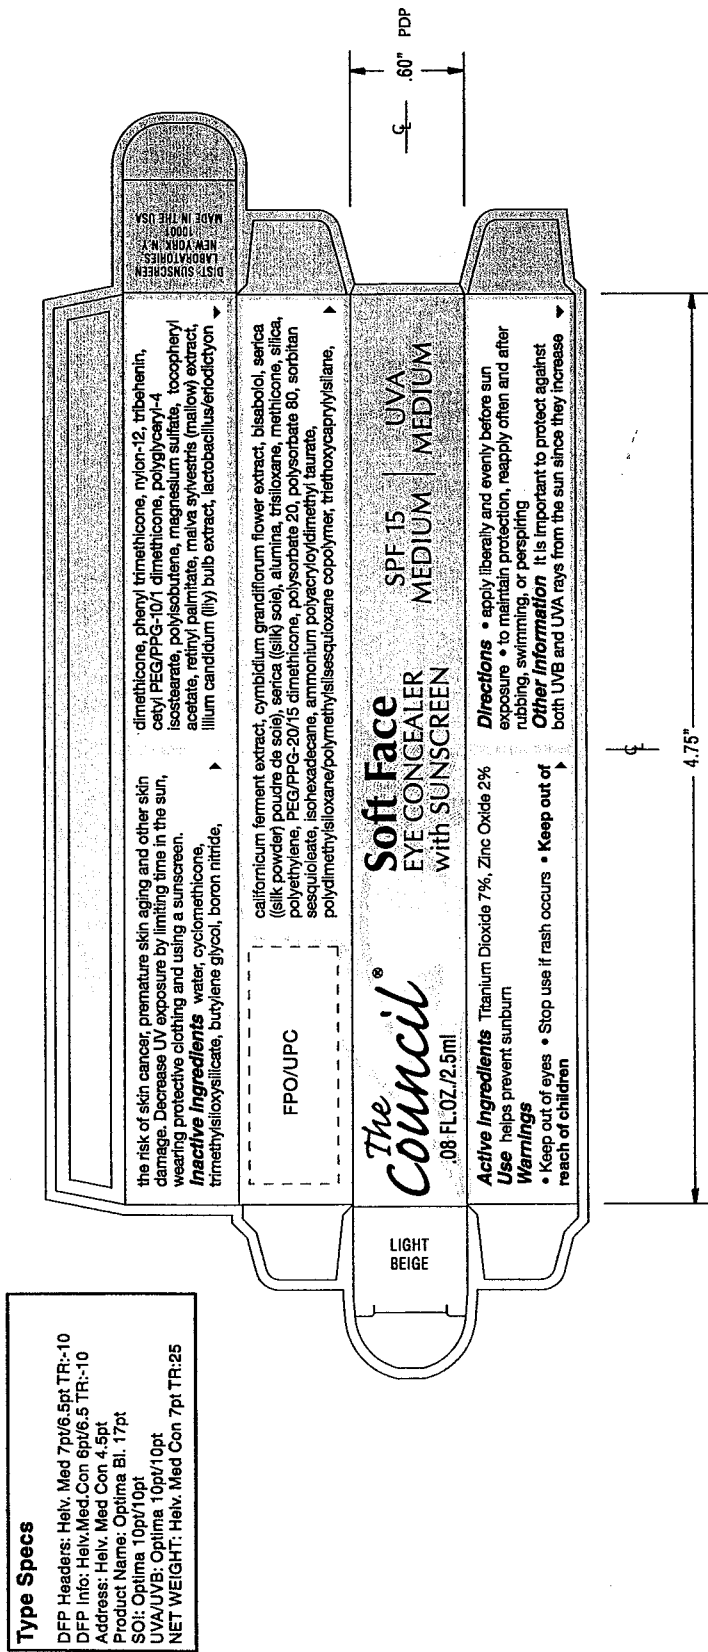 Type Specs
DFP Headers: Helv. Med 7pt/6.5pt TR:-10
DFP Info: Helv.Med.Con 6pt/6.5 TR:-10
Address: Helv. Med Con 4.5pt
Product Name: Optima Bl. 17pt
SOI: Optima 10pt/10pt
UVA/UVB: Optima 10pt/10pt
NET WEIGHT: Helv. Med Con 7pt TR:25
the risk of skin cancer, premature skin aging and other skin
damage. Decrease UV exposure by limiting time in the sun,
wearing protective clothing and using a sunscreen.
Inactive Ingredients water, cyclomethicone,
trimethylsiloxysilicate, butylene glycol, boron nitride,
dimethicone, phenyl trimethicone, nylon-12, tribehenin,
cetyl PEG/PPG-10/1 dimethicone, polyglyceryl-4
isostearate, polyisobutene, magnesium sulfate, tocopheryl
acetate, retinyl palmitate, malva sylvestris (mallow) extract,
lilium candidum (lily) bulb extract, lactobacillus/eriodictyon
DIST: SUNSCREEN
LABORATORIES
NEW YORK, N.Y.
10001
MADE IN THE USA
FPO/UPC
californicum ferment extract, cymbidium grandiflorum flower extract, bisabolol, serica
((silk powder) poudre de soie), serica ((silk) soie), alumina, trisiloxane, methicone, silica,
polyethylene, PEG/PPG-20/15 dimethicone, polysorbate 20, polysorbate 80, sorbitan
sesquioleate, isohexadecane, ammonium polyacryloyldimethyl taurate,
polydimethylsiloxane/polymethylsilsesquioxane copolymer, triethoxycaprylylsilane,
LIGHT
BEIGE
The
Council®
.08 FL.OZ./2.5ml
Soft Face
EYE CONCEALER
with SUNSCREEN
SPF 15
MEDIUM
UVA
MEDIUM
.60" PDP
Active Ingredients Titanium Dioxide 7%, Zinc Oxide 2%
Use helps prevent sunburn
Warnings
• Keep out of eyes • Stop use if rash occurs • Keep out of
reach of children
Directions • apply liberally and evenly before sun
exposure • to maintain protection, reapply often and after
rubbing, swimming, or perspiring
Other Information It is important to protect against
both UVB and UVA rays from the sun since they increase
4.75"